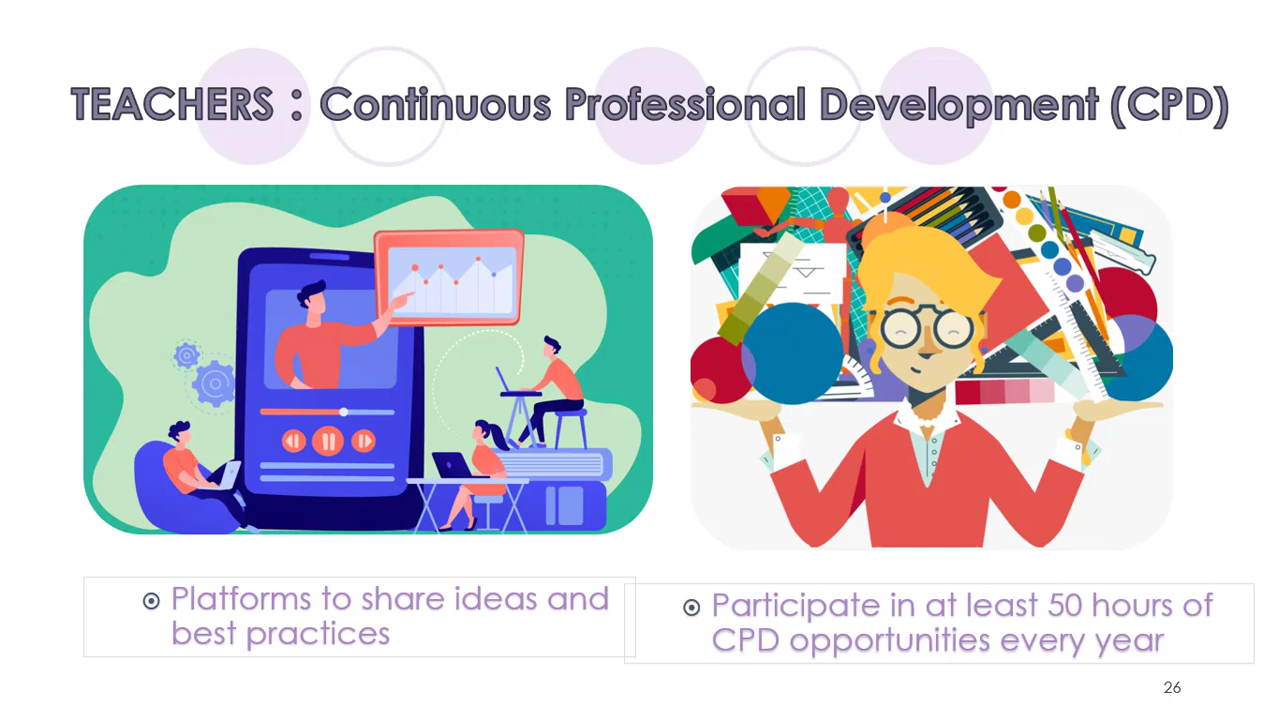 TEACHERS : Continuous Professional Development (CPD)
Platforms to share ideas and
best practices
Participate in at least 50 hours of
CPD opportunities every year
26